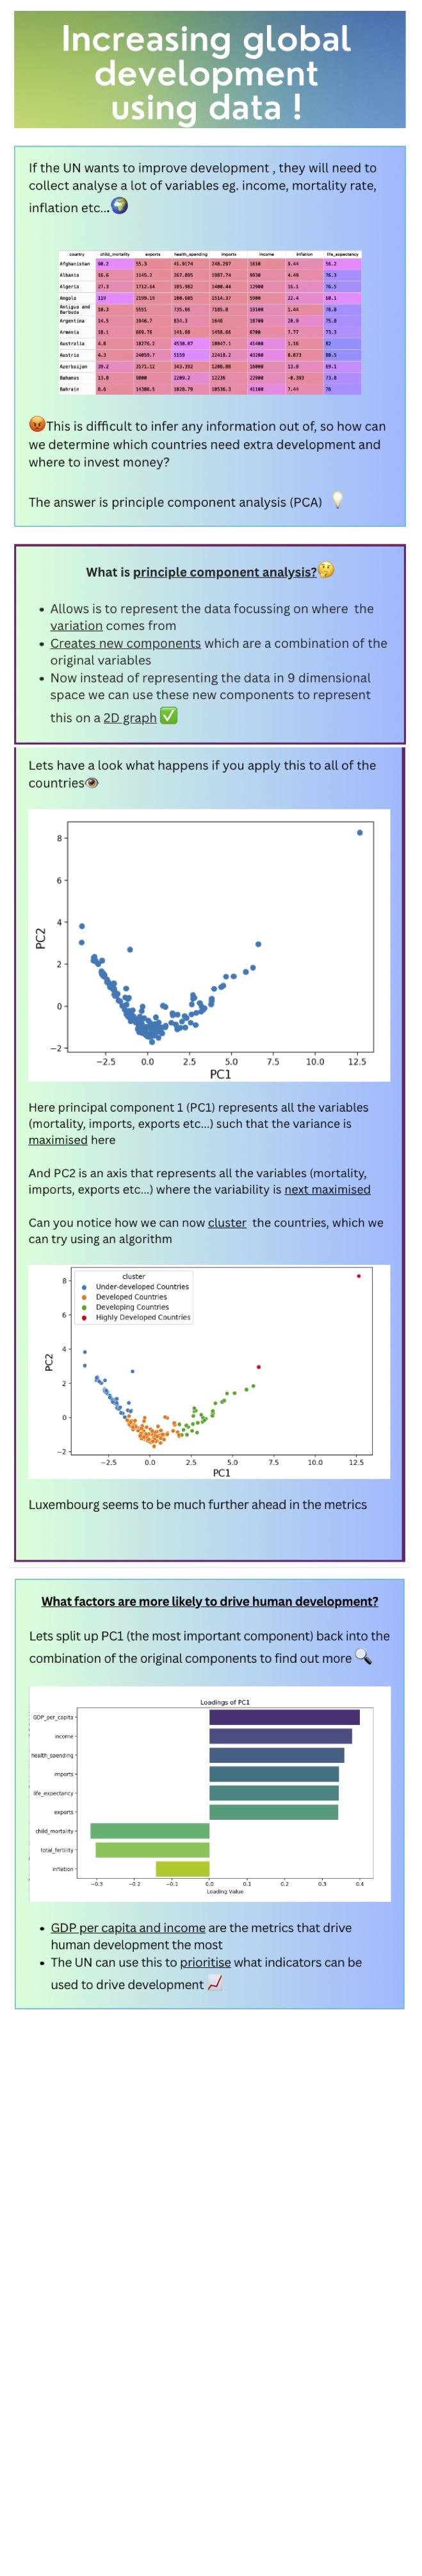 Increasing global
development
using data !
If the UN wants to improve development , they will need to
collect analyse a lot of variables eg. income, mortality rate,
inflation etc...
country child_mortality exports health_spending imports income inflation life_expectancy
Afghanistan 90.2 55.3 41.9174 248.297 1610 9.44 56.2
Albania 16.6 1145.2 267.895 1987.74 9930 4.49 76.3
Algeria 27.3 1712.64 185.982 1400.44 12900 16.1 76.5
Angola 119 2199.19 100.605 1514.37 5900 22.4 60.1
Antigua and
Barbuda 10.3 5551 735.66 7185.8 19100 1.44 76.8
Argentina 14.5 1946.7 834.3 1648 18700 20.9 75.8
Armenia 18.1 669.76 141.68 1458.66 6700 7.77 73.3
Australia 4.8 10276.2 4530.87 10847.1 41400 1.16 82
Austria 4.3 24059.7 5159 22418.2 43200 0.873 80.5
Azerbaijan 39.2 3171.12 343.392 1208.88 16000 13.8 69.1
Bahamas 13.8 9800 2209.2 12236 22900 -0.393 73.8
Bahrain 8.6 14386.5 1028.79 10536.3 41100 7.44 76
This is difficult to infer any information out of, so how can
we determine which countries need extra development and
where to invest money?
The answer is principle component analysis (PCA)
What is principle component analysis?
• Allows is to represent the data focussing on where the
variation comes from
• Creates new components which are a combination of the
original variables
• Now instead of representing the data in 9 dimensional
space we can use these new components to represent
this on a 2D graph
Lets have a look what happens if you apply this to all of the
countries
8
6
4
2
0
−2
PC2
−2.5 0.0 2.5 5.0 7.5 10.0 12.5
PC1
Here principal component 1 (PC1) represents all the variables
(mortality, imports, exports etc...) such that the variance is
maximised here
And PC2 is an axis that represents all the variables (mortality,
imports, exports etc...) where the variability is next maximised
Can you notice how we can now cluster the countries, which we
can try using an algorithm
cluster
Under-developed Countries
Developed Countries
Developing Countries
Highly Developed Countries
8
6
4
2
0
−2
PC2
−2.5 0.0 2.5 5.0 7.5 10.0 12.5
PC1
Luxembourg seems to be much further ahead in the metrics
What factors are more likely to drive human development?
Lets split up PC1 (the most important component) back into the
combination of the original components to find out more
Loadings of PC1
GDP_per_capita
income
health_spending
imports
life_expectancy
exports
child_mortality
total_fertility
inflation
−0.3 −0.2 −0.1 0.0 0.1 0.2 0.3 0.4
Loading Value
• GDP per capita and income are the metrics that drive
human development the most
• The UN can use this to prioritise what indicators can be
used to drive development